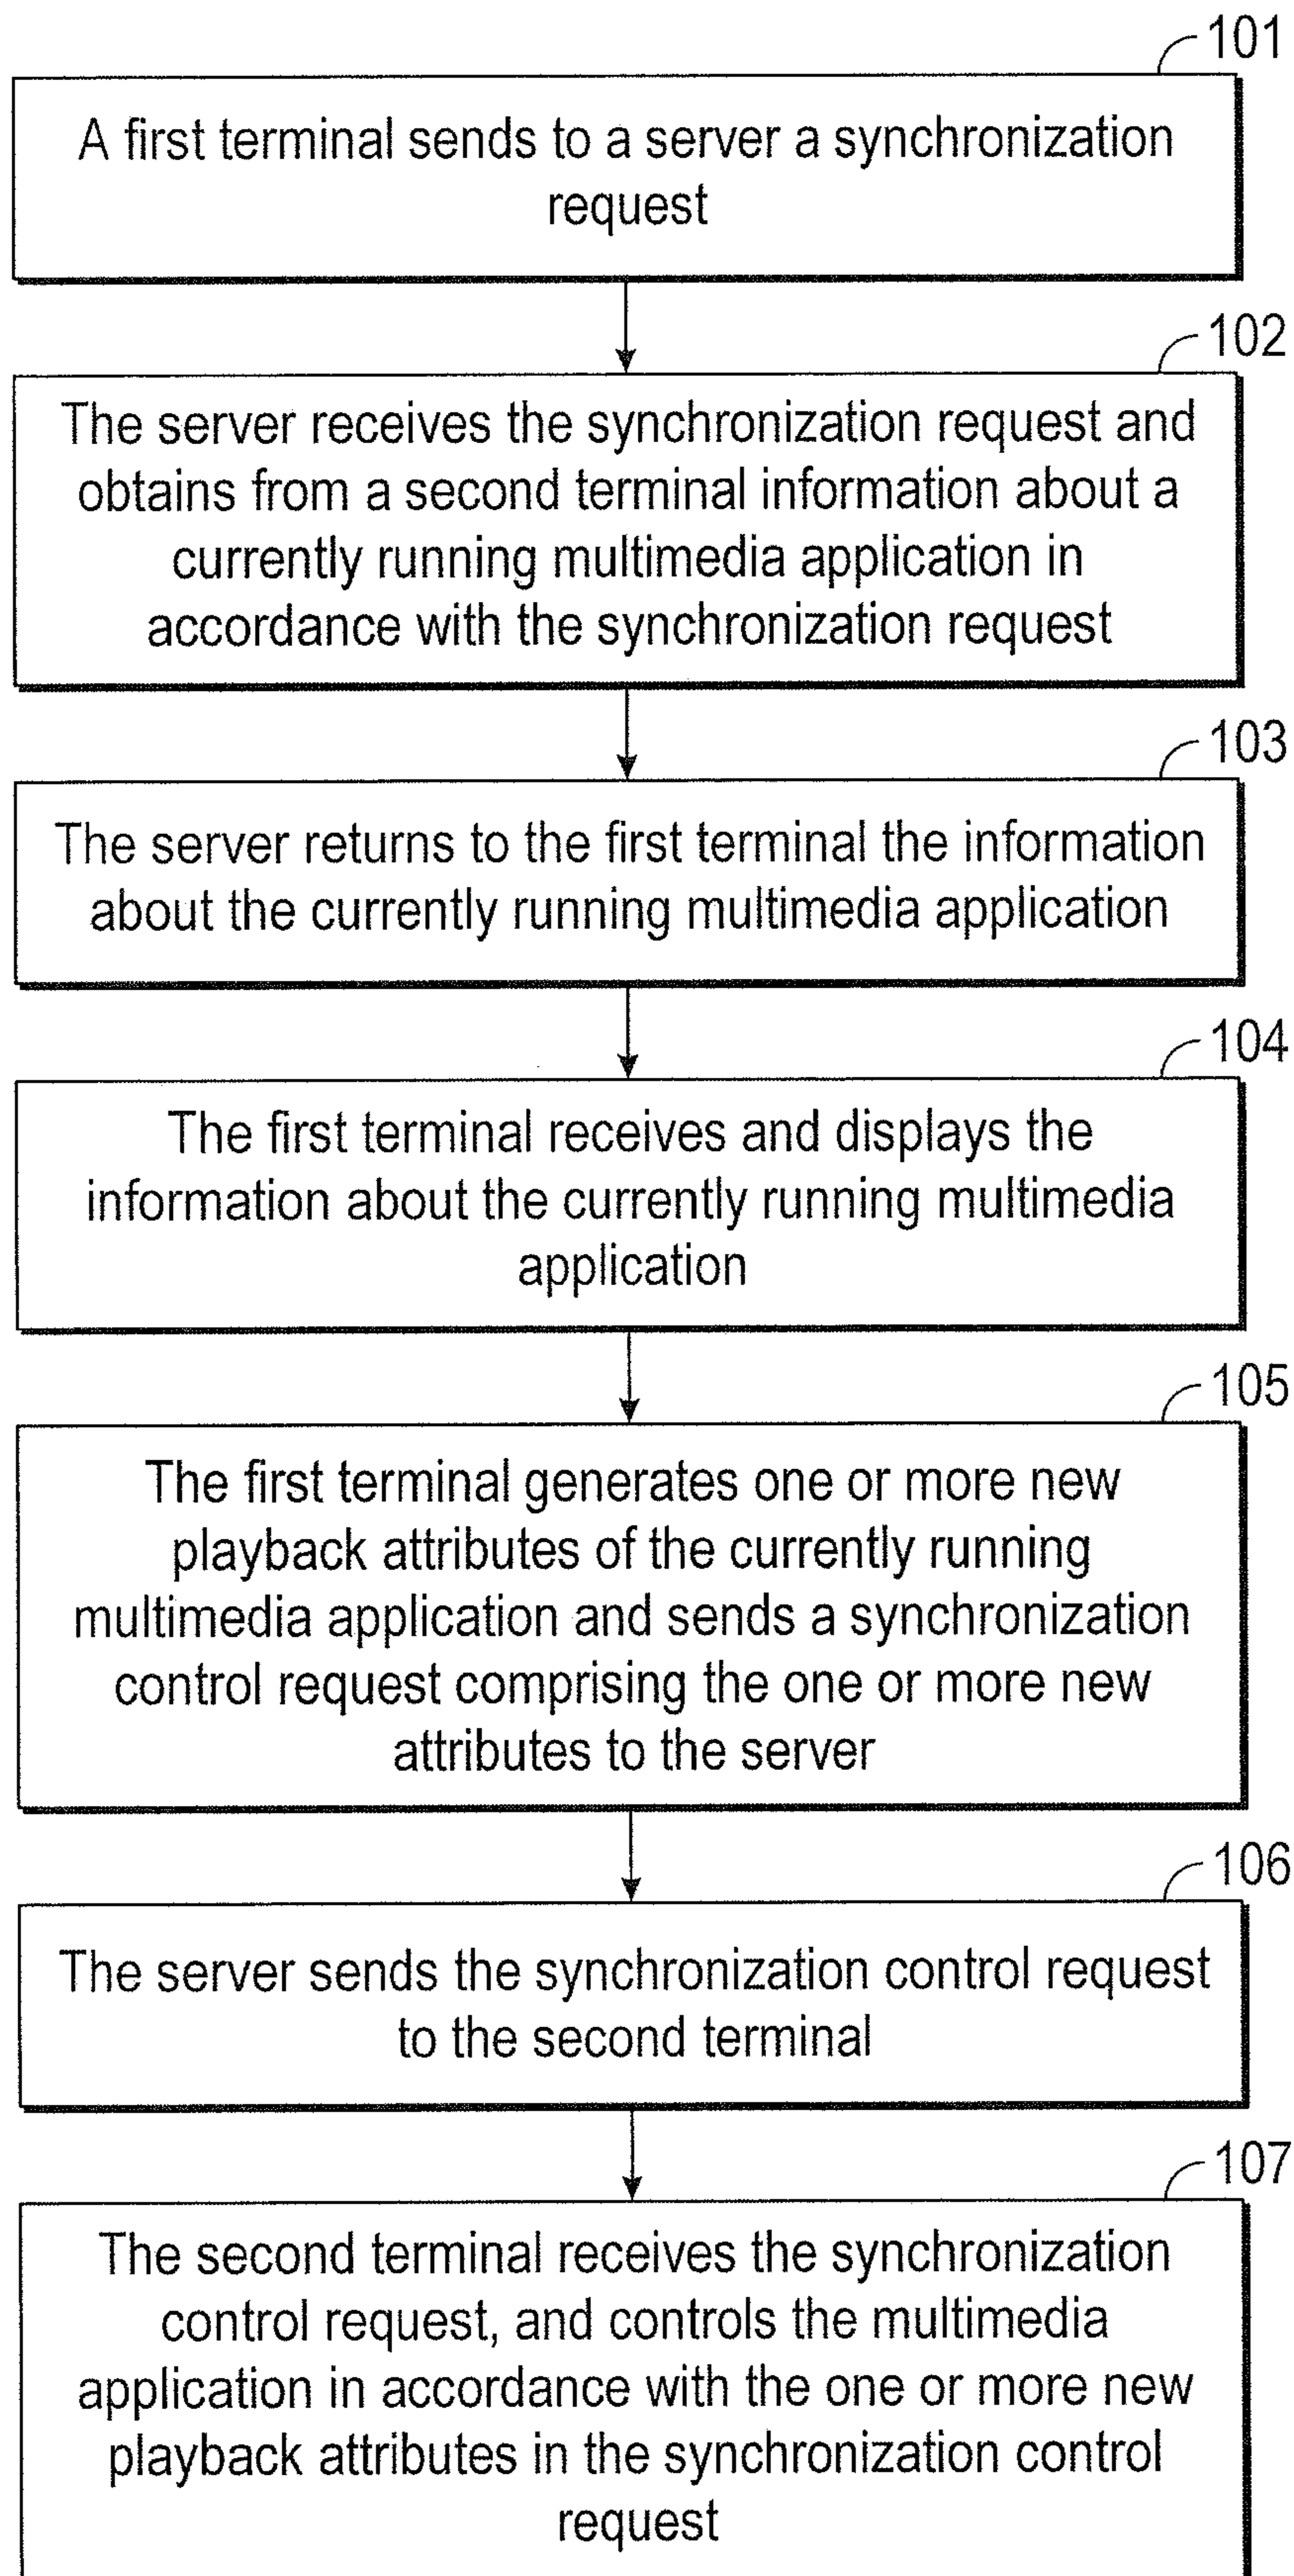 101
A first terminal sends to a server a synchronization
request
102
The server receives the synchronization request and
obtains from a second terminal information about a
currently running multimedia application in
accordance with the synchronization request
103
The server returns to the first terminal the information
about the currently running multimedia application
104
The first terminal receives and displays the
information about the currently running multimedia
application
105
The first terminal generates one or more new
playback attributes of the currently running
multimedia application and sends a synchronization
control request comprising the one or more new
attributes to the server
106
The server sends the synchronization control request
to the second terminal
107
The second terminal receives the synchronization
control request, and controls the multimedia
application in accordance with the one or more new
playback attributes in the synchronization control
request